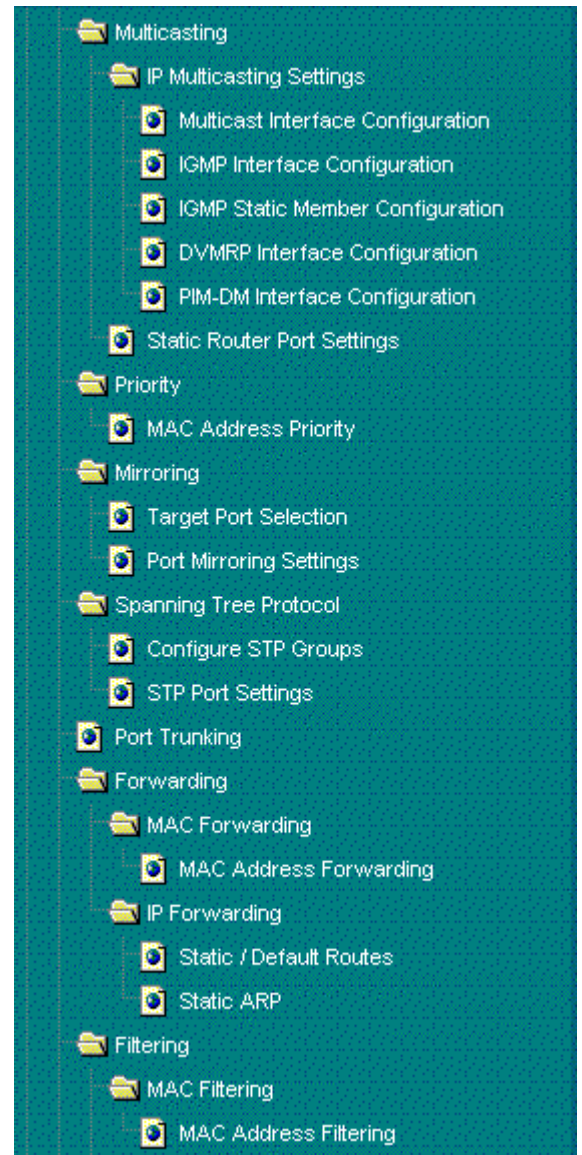 Multicasting
IP Multicasting Settings
Multicast Interface Configuration
IGMP Interface Configuration
IGMP Static Member Configuration
DVMRP Interface Configuration
PIM-DM Interface Configuration
Static Router Port Settings
Priority
MAC Address Priority
Mirroring
Target Port Selection
Port Mirroring Settings
Spanning Tree Protocol
Configure STP Groups
STP Port Settings
Port Trunking
Forwarding
MAC Forwarding
MAC Address Forwarding
IP Forwarding
Static / Default Routes
Static ARP
Filtering
MAC Filtering
MAC Address Filtering